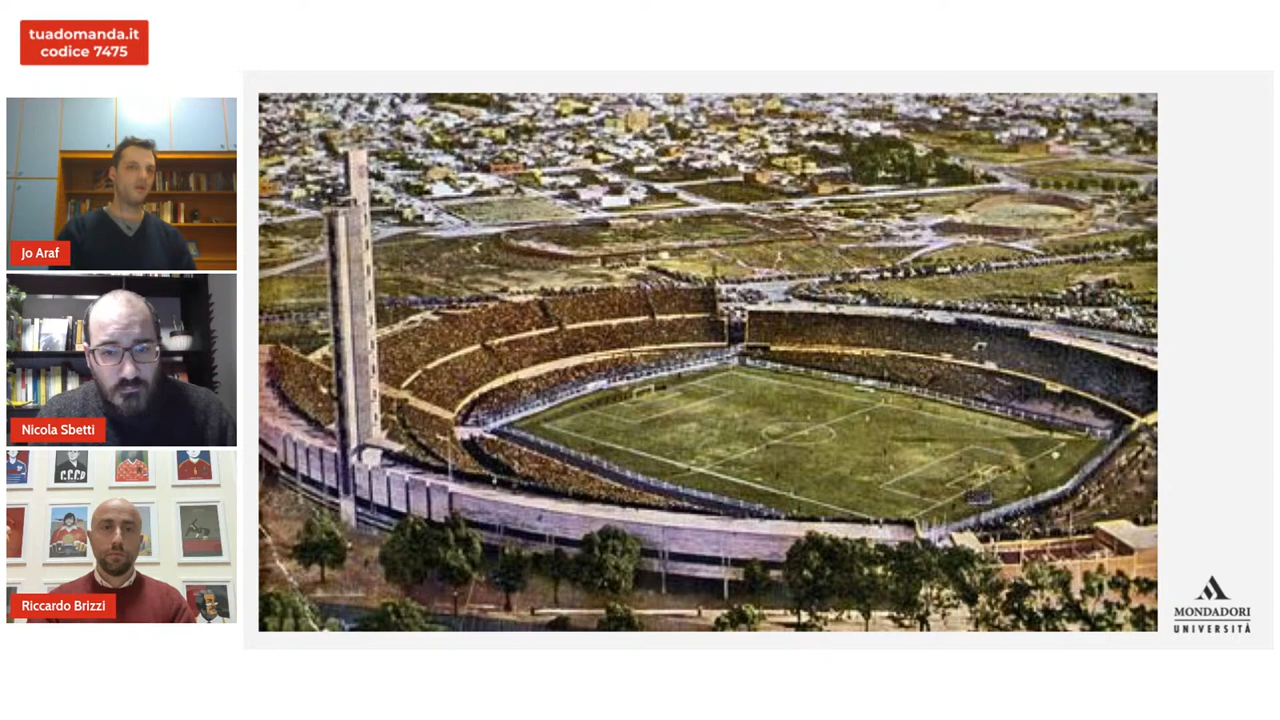 tuadomanda.it
codice 7475
Jo Araf
Nicola Sbetti
C.C.C.P.
Riccardo Brizzi
MONDADORI
UNIVERSITÀ